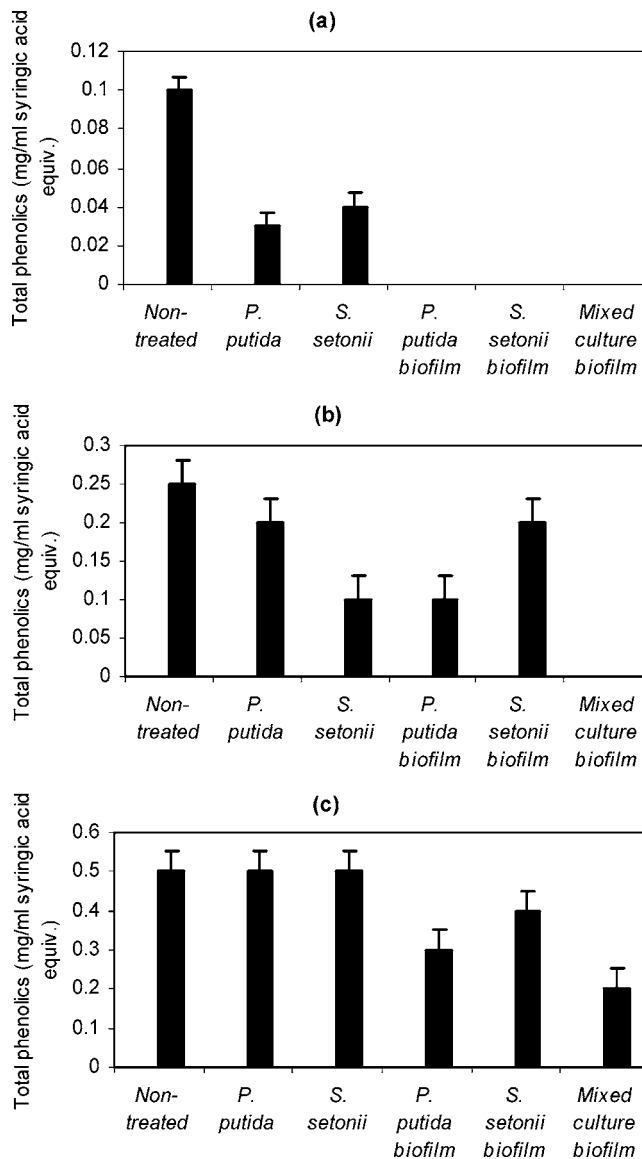 (a)
Total phenolics (mg/ml syringic acid
equiv.)
0.12
0.1
0.08
0.06
0.04
0.02
0
Non- P. S. P. S. Mixed
treated putida setonii putida setonii culture
biofilm biofilm biofilm
(b)
Total phenolics (mg/ml syringic acid
equiv.)
0.3
0.25
0.2
0.15
0.1
0.05
0
Non- P. S. P. S. Mixed
treated putida setonii putida setonii culture
biofilm biofilm biofilm
(c)
Total phenolics (mg/ml syringic acid
equiv.)
0.6
0.5
0.4
0.3
0.2
0.1
0
Non- P. S. P. S. Mixed
treated putida setonii putida setonii culture
biofilm biofilm biofilm